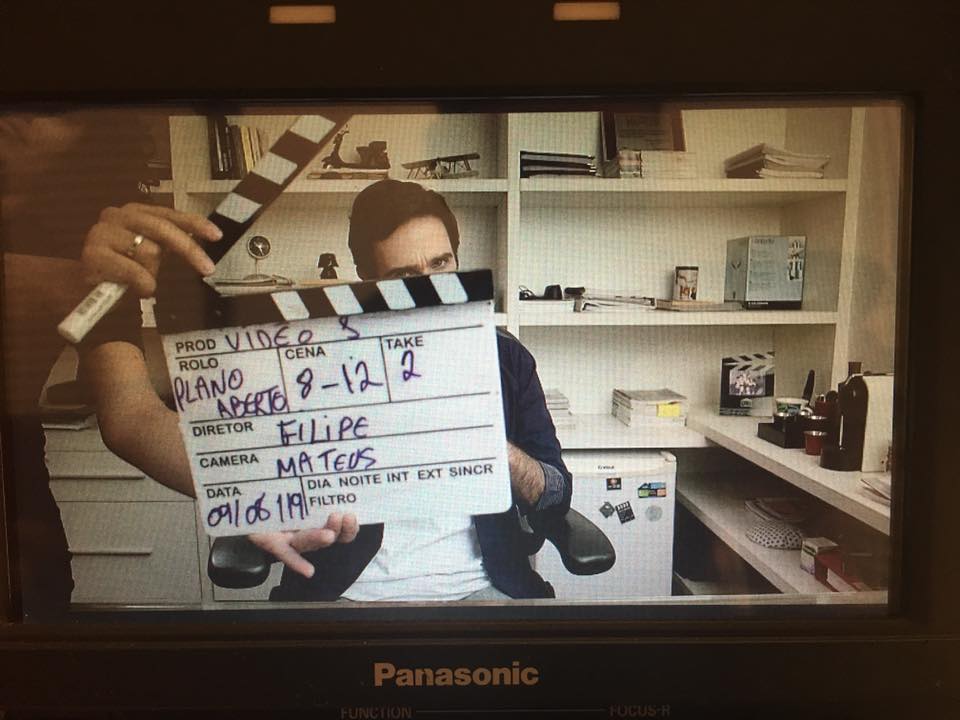 PROD VIDEO 8
ROLO PLANO ABERTO
CENA 8-12
TAKE 2
DIRETOR FILIPE
CAMERA MATEUS
DATA 09/08/19
DIA NOITE INT EXT SINCR
FILTRO
Panasonic
FUNCTION FOCUS-R